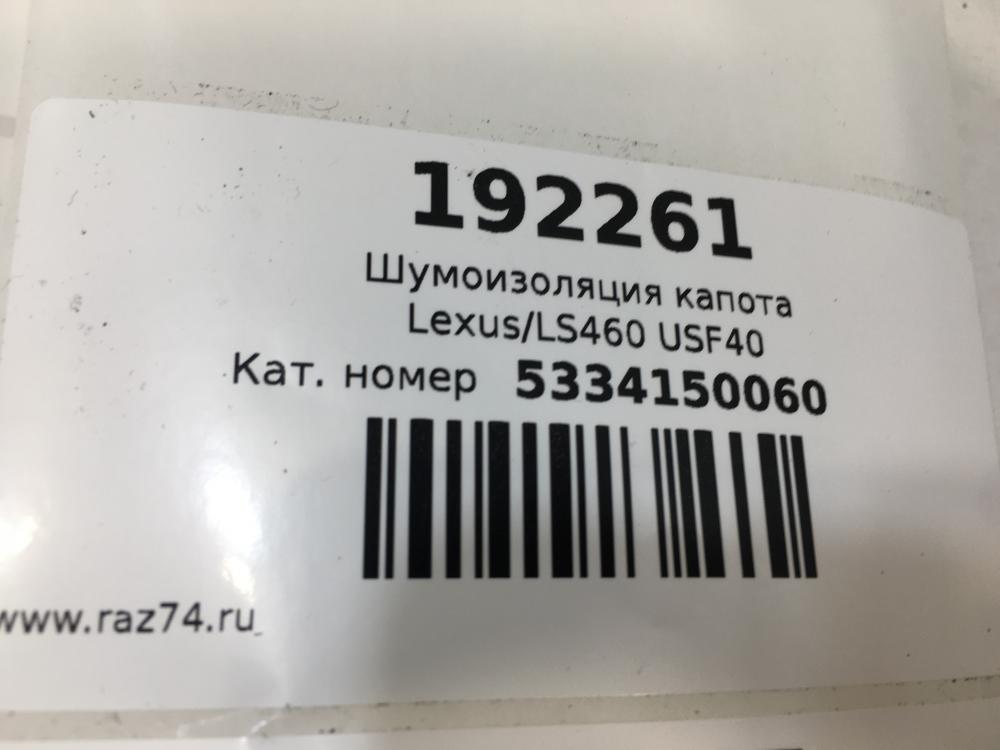 192261
Шумоизоляция капота
Lexus/LS460 USF40
Кат. номер 5334150060
www.raz74.ru